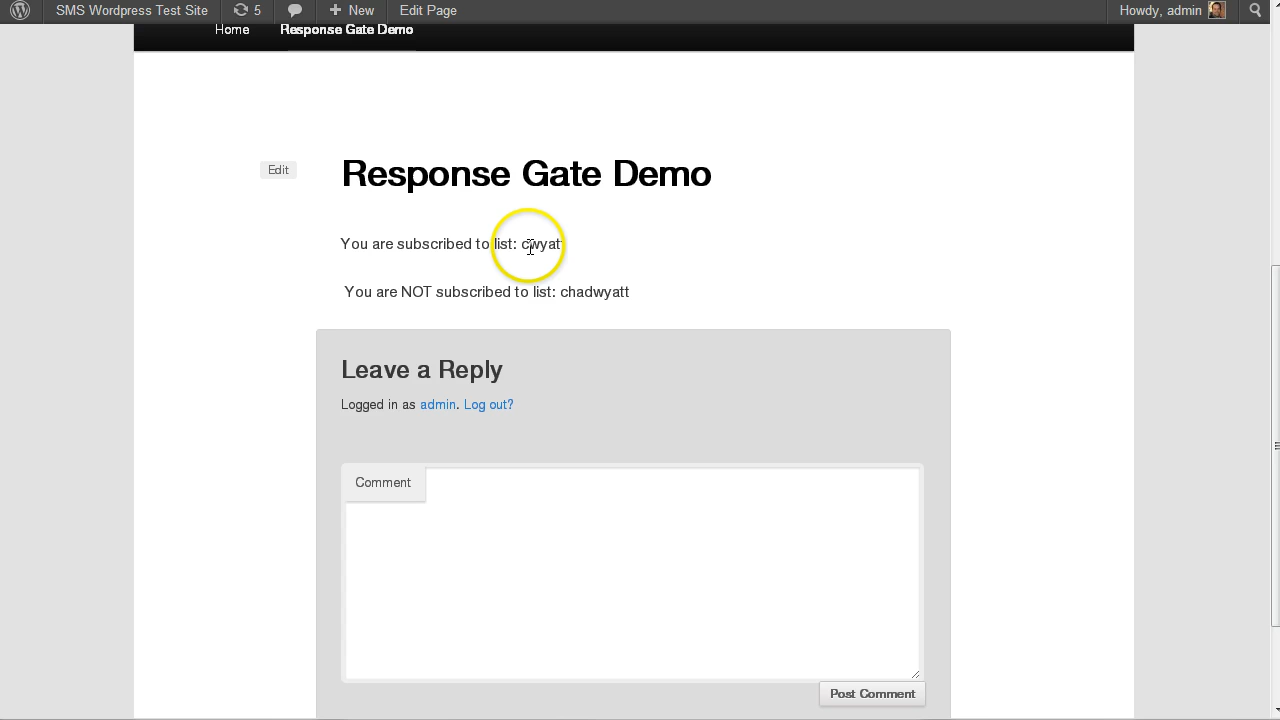 SMS Wordpress Test Site 5 New Edit Page Howdy, admin
Home Response Gate Demo
Edit
Response Gate Demo
You are subscribed to list: cwyatt
You are NOT subscribed to list: chadwyatt
Leave a Reply
Logged in as admin. Log out?
Comment
Post Comment